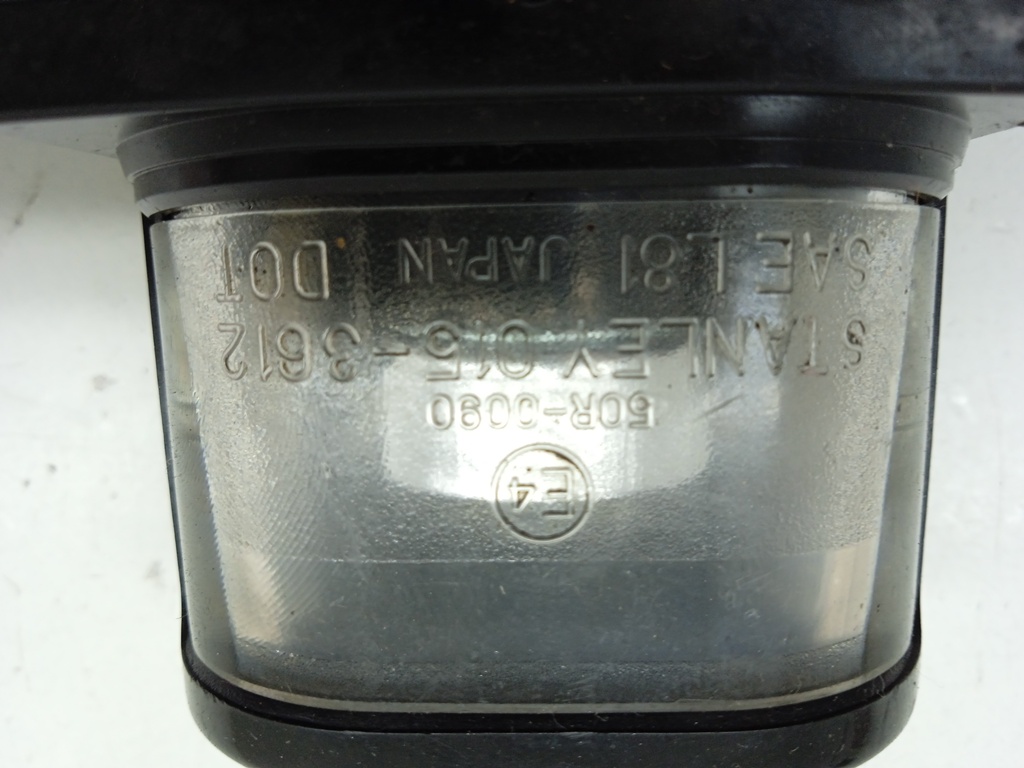 E4
50R-0090
STANLEY 015-3612
SAE L81 JAPAN DOT